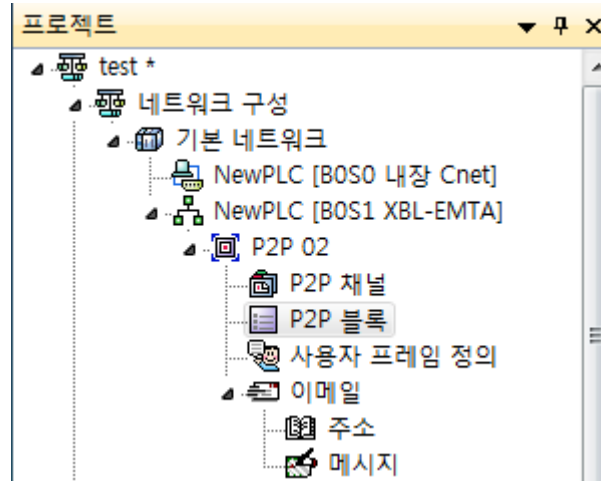 프로젝트
test *
네트워크 구성
기본 네트워크
NewPLC [B0S0 내장 Cnet]
NewPLC [B0S1 XBL-EMTA]
P2P 02
P2P 채널
P2P 블록
사용자 프레임 정의
이메일
주소
메시지